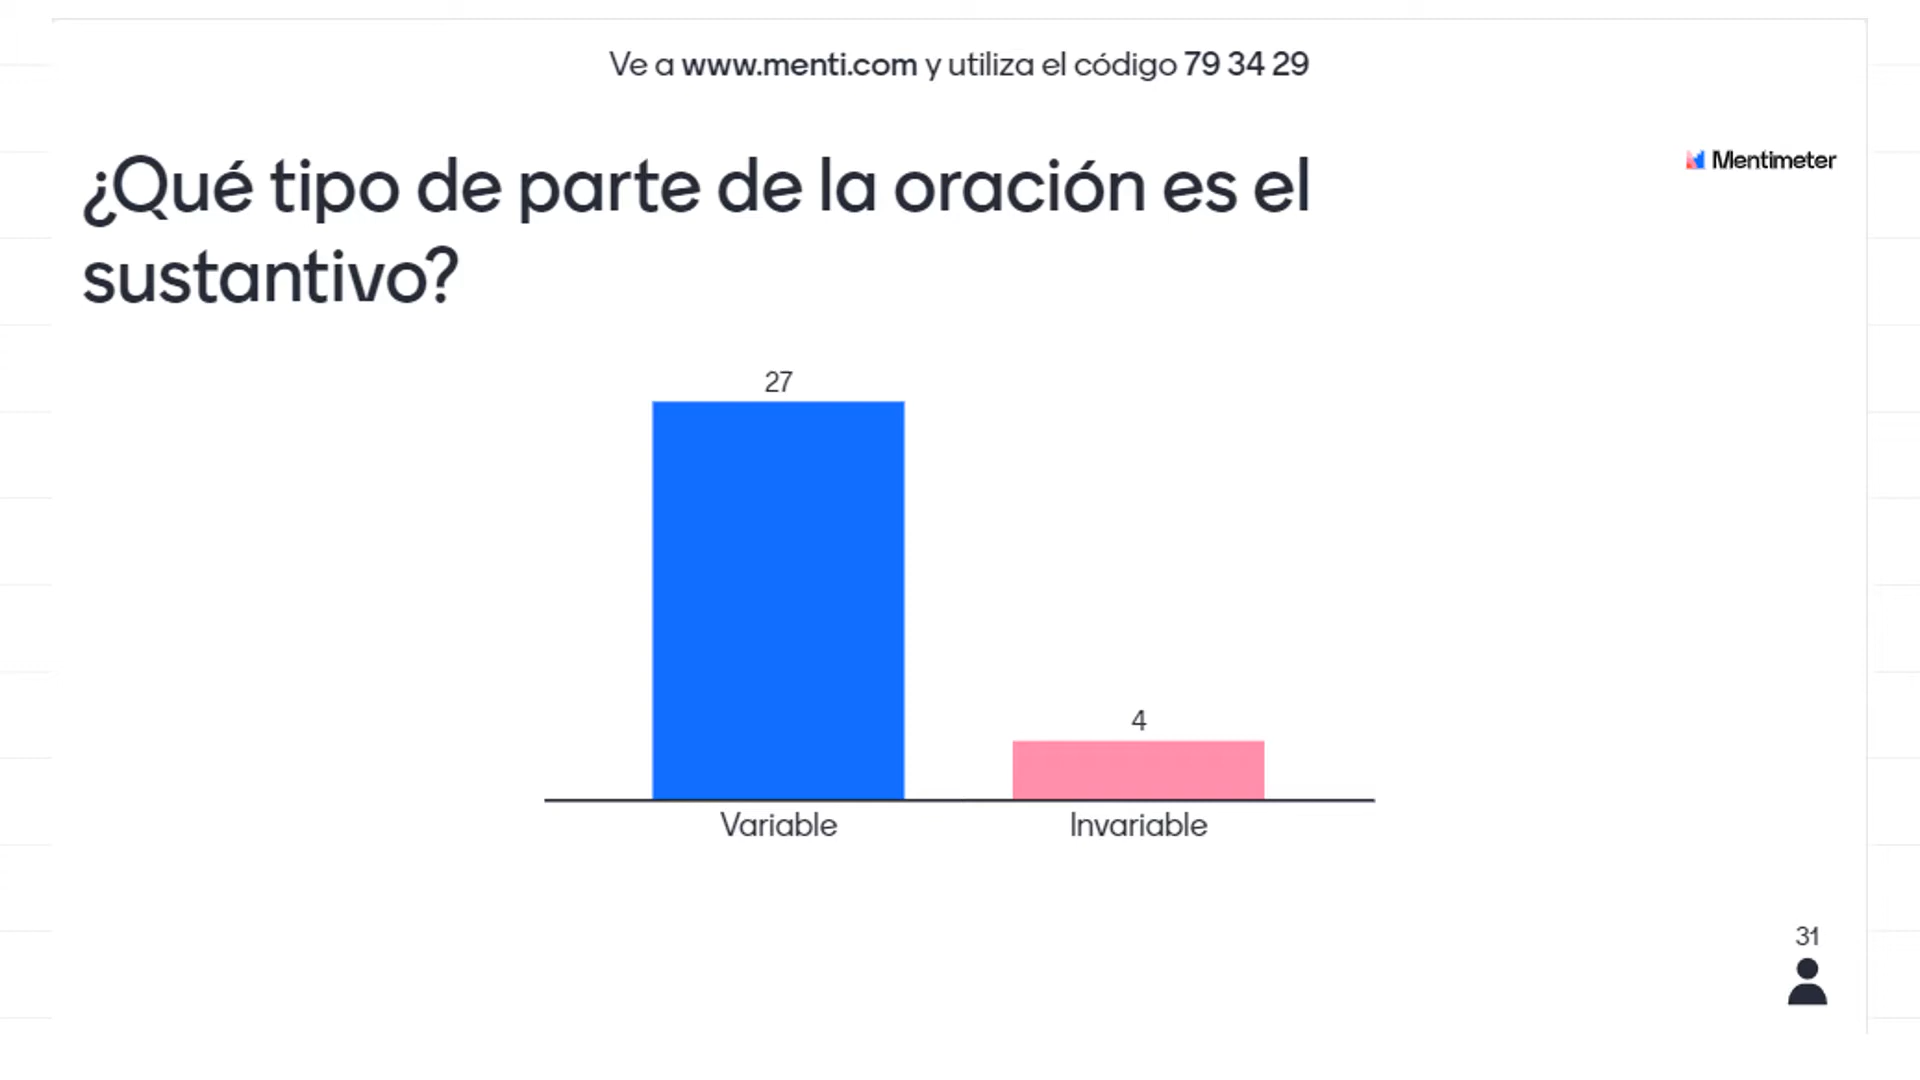 Ve a www.menti.com y utiliza el código 79 34 29
Mentimeter
¿Qué tipo de parte de la oración es el
sustantivo?
27
4
Variable
Invariable
31